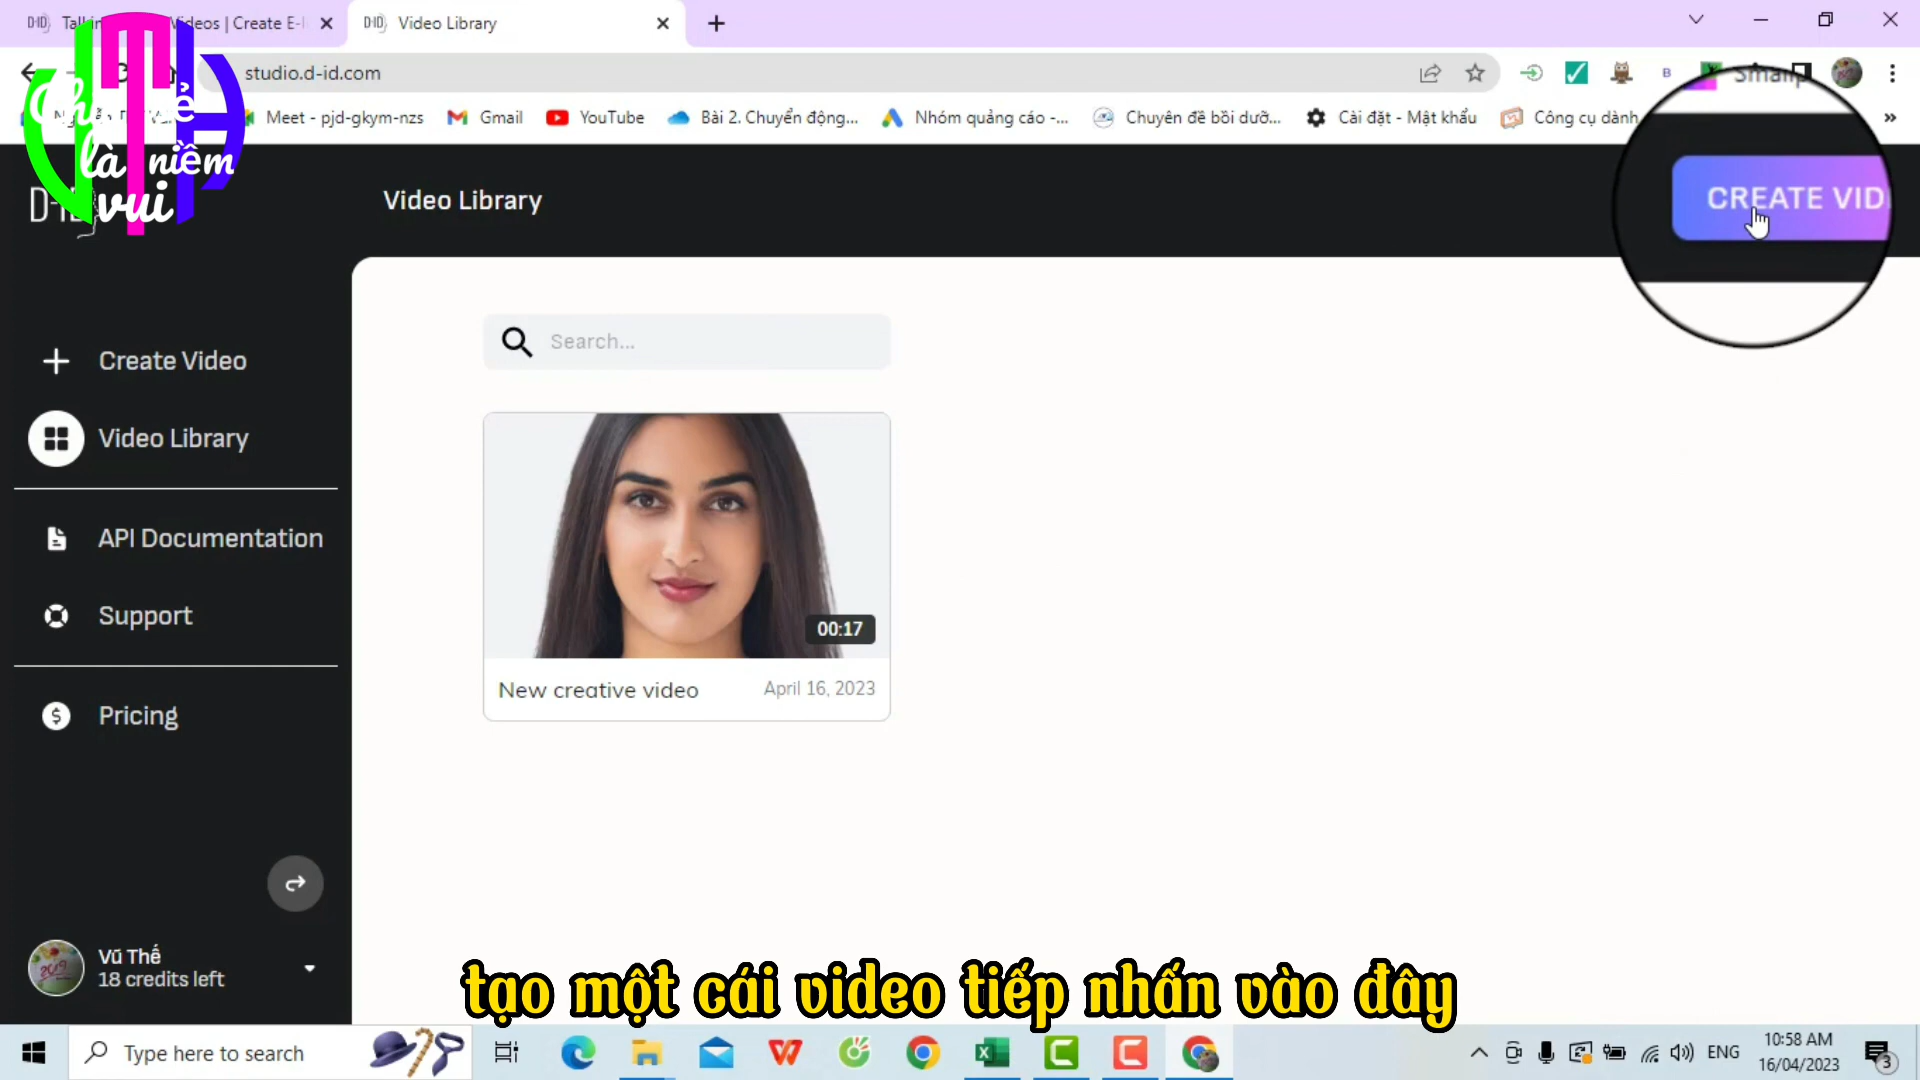 Video Library
studio.d-id.com
Meet - pjd-gkym-nzs
Gmail
YouTube
Bài 2. Chuyển động,...
Nhóm quảng cáo -...
Chuyên đề bồi dưỡ...
Cài đặt - Mật khẩu
Công cụ dành
là niềm
vui
Video Library
CREATE VID
Search...
Create Video
Video Library
API Documentation
Support
Pricing
00:17
New creative video
April 16, 2023
Vũ Thế
18 credits left
tạo một cái video tiếp nhấn vào đây
Type here to search
ENG
10:58 AM
16/04/2023
3